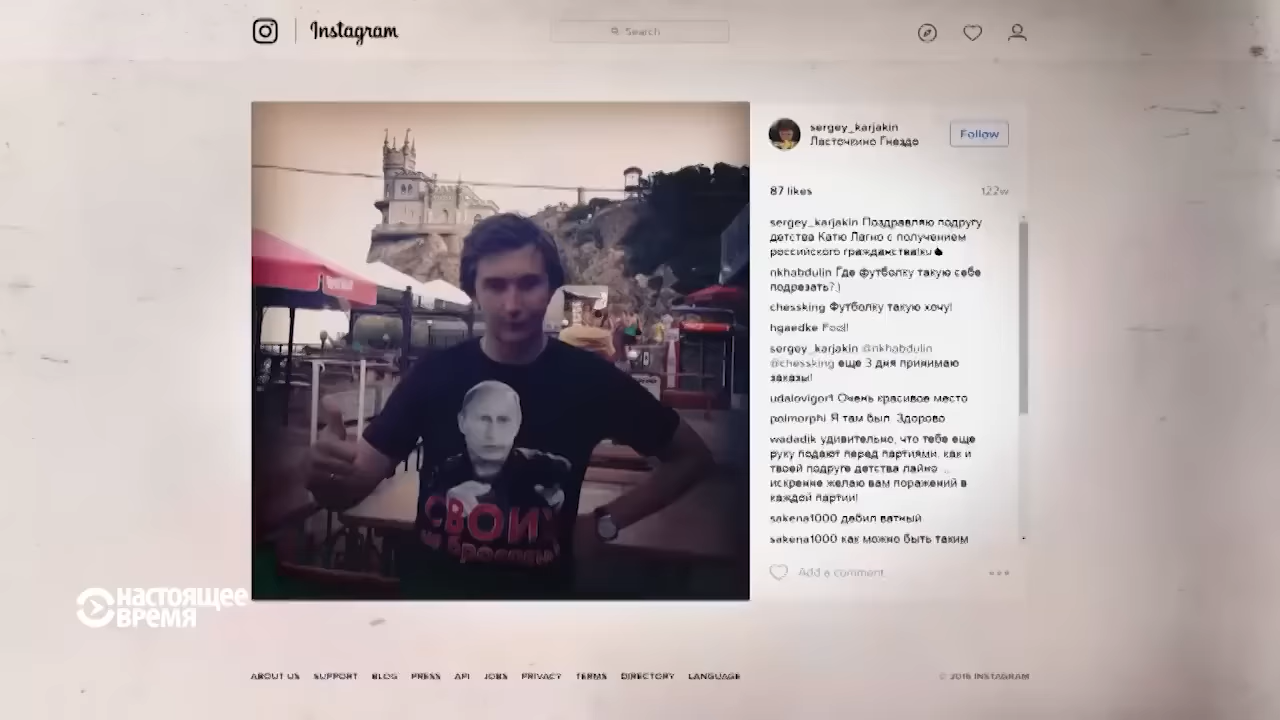 Instagram
Search
sergey_karjakin
Ласточкино Гнездо
Follow
87 likes
122w
sergey_karjakin Поздравляю подругу
детства Катю Лагно с получением
российского гражданства!
nkhabdulin Где футболку такую себе
подрезать?)
chessking Футболку такую хочу!
hgaedke Fool!
sergey_karjakin @nkhabdulin
@chessking еще 3 дня принимаю
заказы!
udalovigor1 Очень красивое место
polmorphi Я там был. Здорово
wadadik удивительно, что тебе еще
руку подают перед партиями, как и
твоей подруге детства лайно ...
искренне желаю вам поражений в
каждой партии!
sakena1000 дебил ватный
sakena1000 как можно быть таким
Add a comment
СВОИХ
не бросаем
НАСТОЯЩЕЕ
ВРЕМЯ
ABOUT US SUPPORT BLOG PRESS API JOBS PRIVACY TERMS DIRECTORY LANGUAGE
© 2016 INSTAGRAM